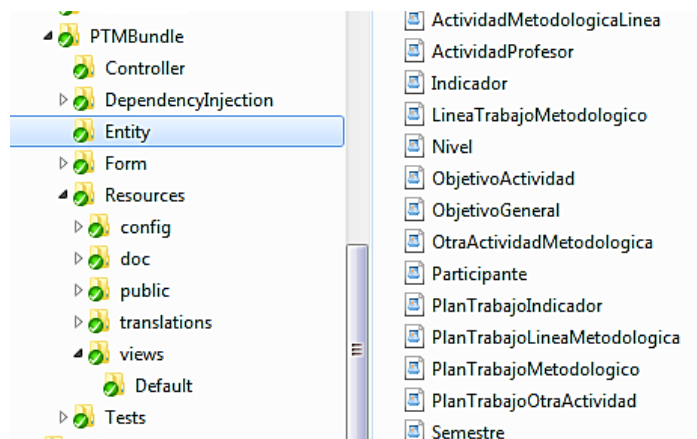 PTMBundle
Controller
DependencyInjection
Entity
Form
Resources
config
doc
public
translations
views
Default
Tests
ActividadMetodologicaLinea
ActividadProfesor
Indicador
LineaTrabajoMetodologico
Nivel
ObjetivoActividad
ObjetivoGeneral
OtraActividadMetodologica
Participante
PlanTrabajoIndicador
PlanTrabajoLineaMetodologica
PlanTrabajoMetodologico
PlanTrabajoOtraActividad
Semestre